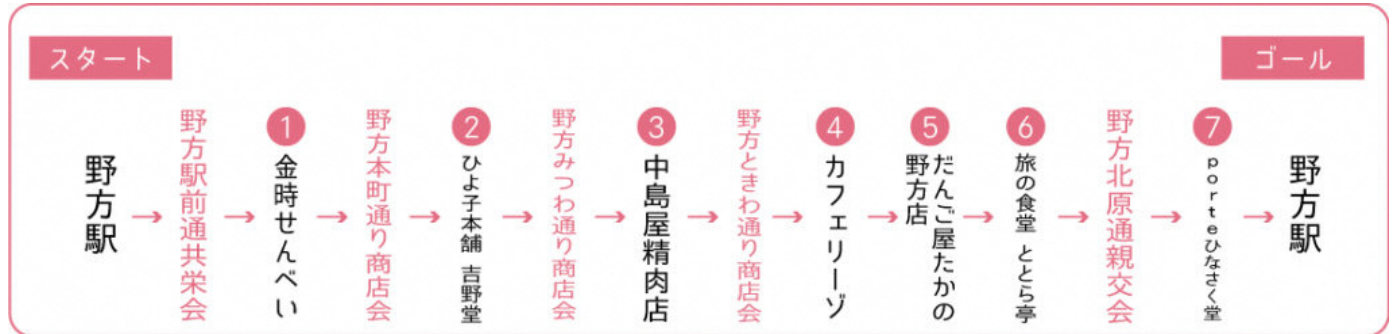 スタート
ゴール
野方駅
→
野方駅前通共栄会
→
1
金時せんべい
→
野方本町通り商店会
→
2
ひよ子本舗 吉野堂
→
野方みつわ通り商店会
→
3
中島屋精肉店
→
野方ときわ通り商店会
→
4
カフェリーゾ
→
5
だんご屋たかの
野方店
→
6
旅の食堂 ととら亭
→
野方北原通親交会
→
7
porteひなさく堂
→
野方駅